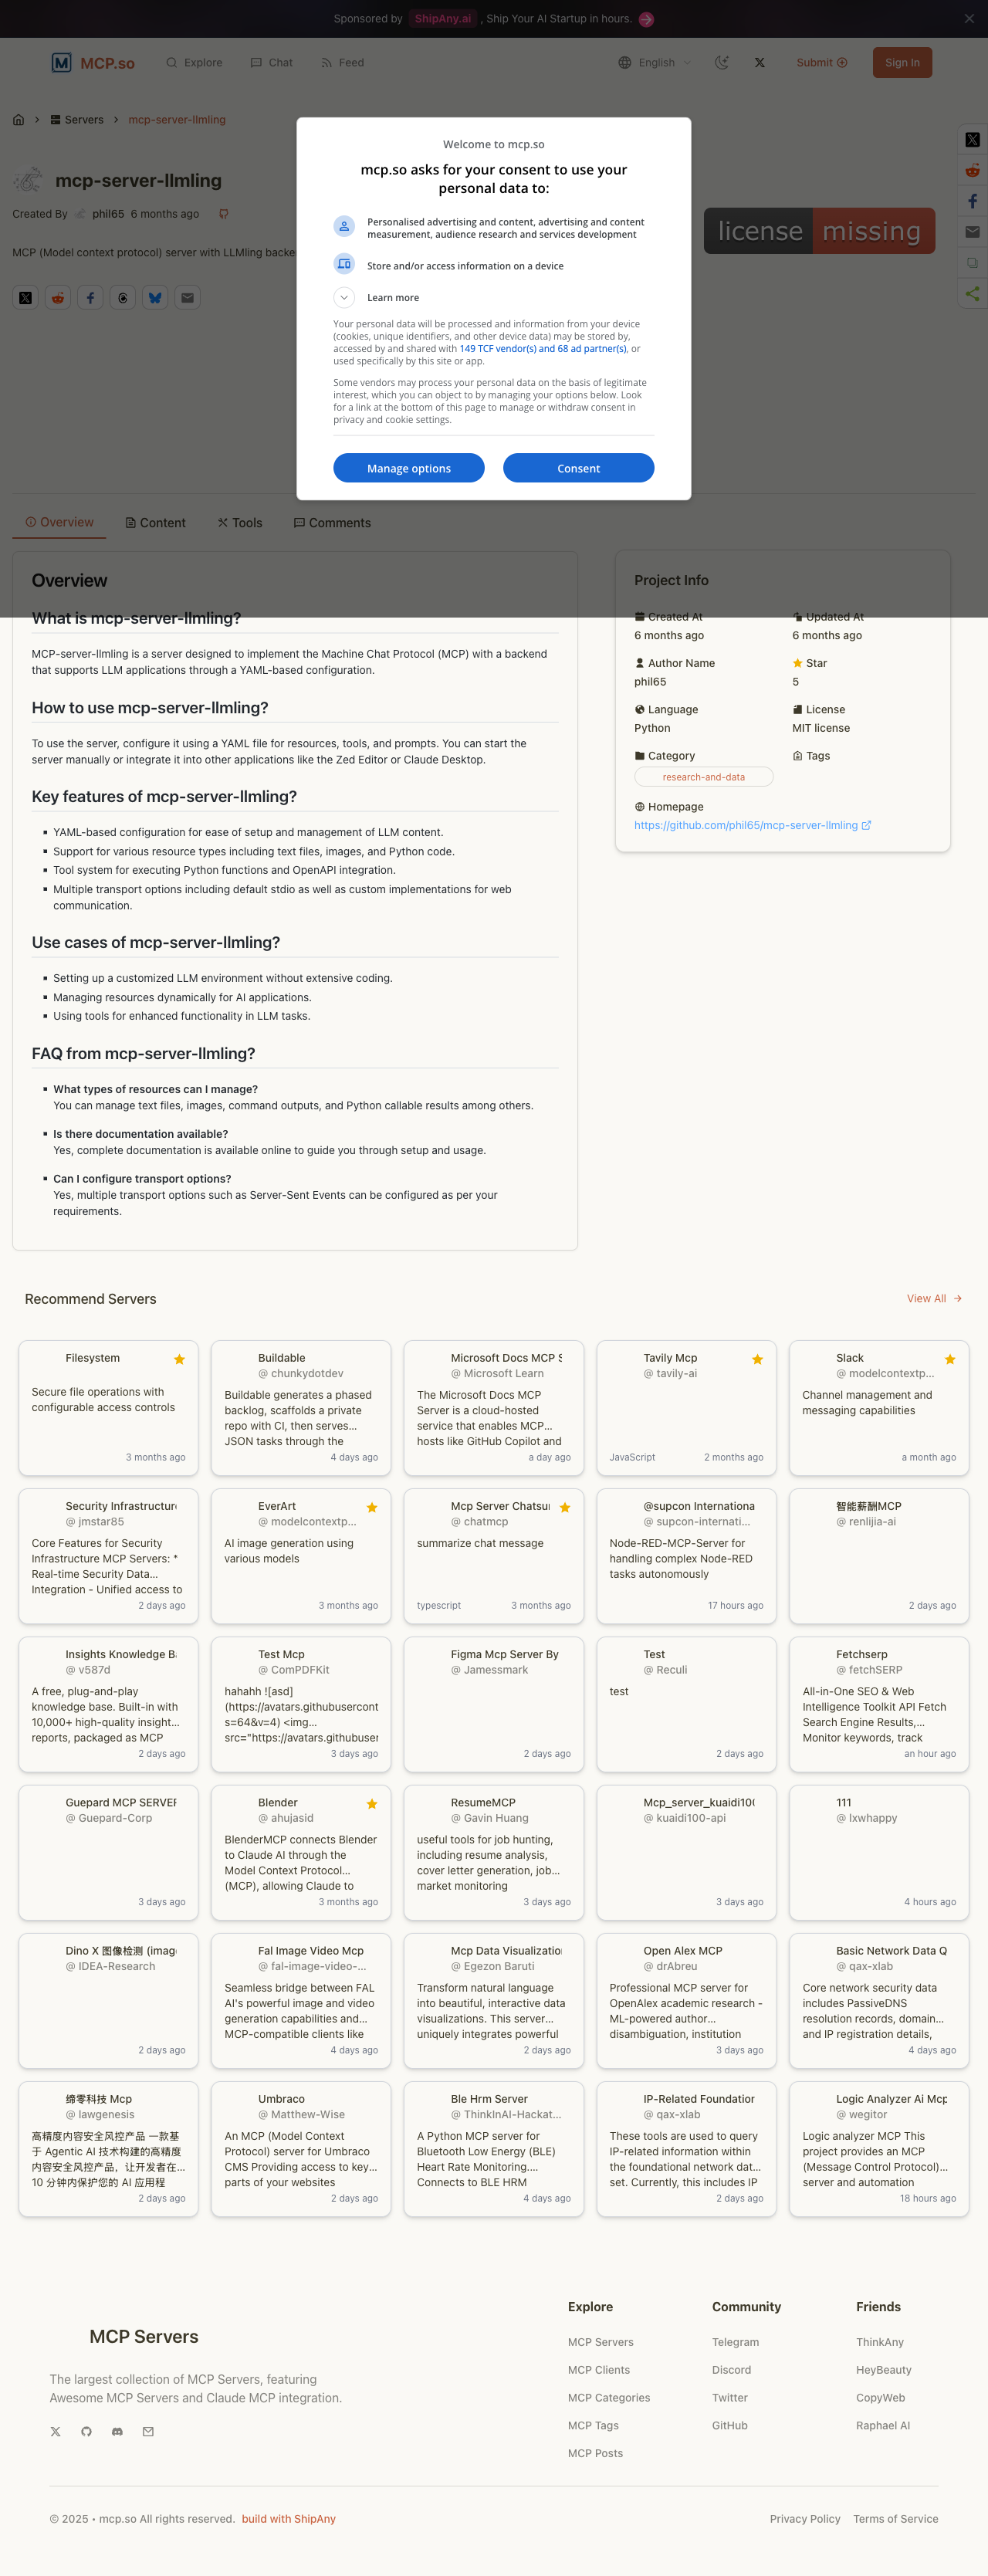 Sponsored by ShipAny.ai , Ship Your AI Startup in hours.
MCP.so
Explore
Chat
Feed
English
Submit
Sign In
Servers
mcp-server-llmling
mcp-server-llmling
Created By phil65 6 months ago
MCP (Model context protocol) server with LLMling backe
license missing
Welcome to mcp.so
mcp.so asks for your consent to use your
personal data to:
Personalised advertising and content, advertising and content
measurement, audience research and services development
Store and/or access information on a device
Learn more
Your personal data will be processed and information from your device
(cookies, unique identifiers, and other device data) may be stored by,
accessed by and shared with 149 TCF vendor(s) and 68 ad partner(s), or
used specifically by this site or app.
Some vendors may process your personal data on the basis of legitimate
interest, which you can object to by managing your options below. Look
for a link at the bottom of this page to manage or withdraw consent in
privacy and cookie settings.
Manage options
Consent
Overview
Content
Tools
Comments
Overview
What is mcp-server-llmling?
MCP-server-llmling is a server designed to implement the Machine Chat Protocol (MCP) with a backend
that supports LLM applications through a YAML-based configuration.
How to use mcp-server-llmling?
To use the server, configure it using a YAML file for resources, tools, and prompts. You can start the
server manually or integrate it into other applications like the Zed Editor or Claude Desktop.
Key features of mcp-server-llmling?
YAML-based configuration for ease of setup and management of LLM content.
Support for various resource types including text files, images, and Python code.
Tool system for executing Python functions and OpenAPI integration.
Multiple transport options including default stdio as well as custom implementations for web
communication.
Use cases of mcp-server-llmling?
Setting up a customized LLM environment without extensive coding.
Managing resources dynamically for AI applications.
Using tools for enhanced functionality in LLM tasks.
FAQ from mcp-server-llmling?
What types of resources can I manage?
You can manage text files, images, command outputs, and Python callable results among others.
Is there documentation available?
Yes, complete documentation is available online to guide you through setup and usage.
Can I configure transport options?
Yes, multiple transport options such as Server-Sent Events can be configured as per your
requirements.
Project Info
Created At
6 months ago
Updated At
6 months ago
Author Name
phil65
Star
5
Language
Python
License
MIT license
Category
research-and-data
Tags
Homepage
https://github.com/phil65/mcp-server-llmling
Recommend Servers
View All
Filesystem
Secure file operations with
configurable access controls
3 months ago
Buildable
@ chunkydotdev
Buildable generates a phased
backlog, scaffolds a private
repo with CI, then serves...
JSON tasks through the
4 days ago
Microsoft Docs MCP S
@ Microsoft Learn
The Microsoft Docs MCP
Server is a cloud-hosted
service that enables MCP...
hosts like GitHub Copilot and
a day ago
Tavily Mcp
@ tavily-ai
JavaScript
2 months ago
Slack
@ modelcontextp...
Channel management and
messaging capabilities
a month ago
Security Infrastructure
@ jmstar85
Core Features for Security
Infrastructure MCP Servers: *
Real-time Security Data...
Integration - Unified access to
2 days ago
EverArt
@ modelcontextp...
AI image generation using
various models
3 months ago
Mcp Server Chatsu
@ chatmcp
summarize chat message
typescript
3 months ago
@supcon Internationa
@ supcon-internati...
Node-RED-MCP-Server for
handling complex Node-RED
tasks autonomously
17 hours ago
智能薪酬MCP
@ renlijia-ai
2 days ago
Insights Knowledge Ba
@ v587d
A free, plug-and-play
knowledge base. Built-in with
10,000+ high-quality insight...
reports, packaged as MCP
2 days ago
Test Mcp
@ ComPDFKit
hahahh ![asd]
(https://avatars.githubusercont
s=64&v=4) <img...
src="https://avatars.githubuser
3 days ago
Figma Mcp Server By
@ Jamessmark
2 days ago
Test
@ Reculi
test
2 days ago
Fetchserp
@ fetchSERP
All-in-One SEO & Web
Intelligence Toolkit API Fetch
Search Engine Results,...
Monitor keywords, track
an hour ago
Guepard MCP SERVER
@ Guepard-Corp
3 days ago
Blender
@ ahujasid
BlenderMCP connects Blender
to Claude AI through the
Model Context Protocol...
(MCP), allowing Claude to
3 months ago
ResumeMCP
@ Gavin Huang
useful tools for job hunting,
including resume analysis,
cover letter generation, job...
market monitoring
3 days ago
Mcp_server_kuaidi100
@ kuaidi100-api
3 days ago
111
@ lxwhappy
4 hours ago
Dino X 图像检测 (image
@ IDEA-Research
2 days ago
Fal Image Video Mcp
@ fal-image-video-...
Seamless bridge between FAL
AI's powerful image and video
generation capabilities and...
MCP-compatible clients like
4 days ago
Mcp Data Visualization
@ Egezon Baruti
Transform natural language
into beautiful, interactive data
visualizations. This server...
uniquely integrates powerful
2 days ago
Open Alex MCP
@ drAbreu
Professional MCP server for
OpenAlex academic research -
ML-powered author...
disambiguation, institution
3 days ago
Basic Network Data Q
@ qax-xlab
Core network security data
includes PassiveDNS
resolution records, domain...
and IP registration details,
4 days ago
缔零科技 Mcp
@ lawgenesis
高精度内容安全风控产品 一款基
于 Agentic AI 技术构建的高精度
内容安全风控产品，让开发者在...
10 分钟内保护您的 AI 应用程
2 days ago
Umbraco
@ Matthew-Wise
An MCP (Model Context
Protocol) server for Umbraco
CMS Providing access to key...
parts of your websites
2 days ago
Ble Hrm Server
@ ThinkInAI-Hackat...
A Python MCP server for
Bluetooth Low Energy (BLE)
Heart Rate Monitoring....
Connects to BLE HRM
4 days ago
IP-Related Foundation
@ qax-xlab
These tools are used to query
IP-related information within
the foundational network dat...
set. Currently, this includes IP
2 days ago
Logic Analyzer Ai Mcp
@ wegitor
Logic analyzer MCP This
project provides an MCP
(Message Control Protocol)...
server and automation
18 hours ago
MCP Servers
The largest collection of MCP Servers, featuring
Awesome MCP Servers and Claude MCP integration.
Explore
MCP Servers
MCP Clients
MCP Categories
MCP Tags
MCP Posts
Community
Telegram
Discord
Twitter
GitHub
Friends
ThinkAny
HeyBeauty
CopyWeb
Raphael AI
© 2025 • mcp.so All rights reserved. build with ShipAny
Privacy Policy
Terms of Service